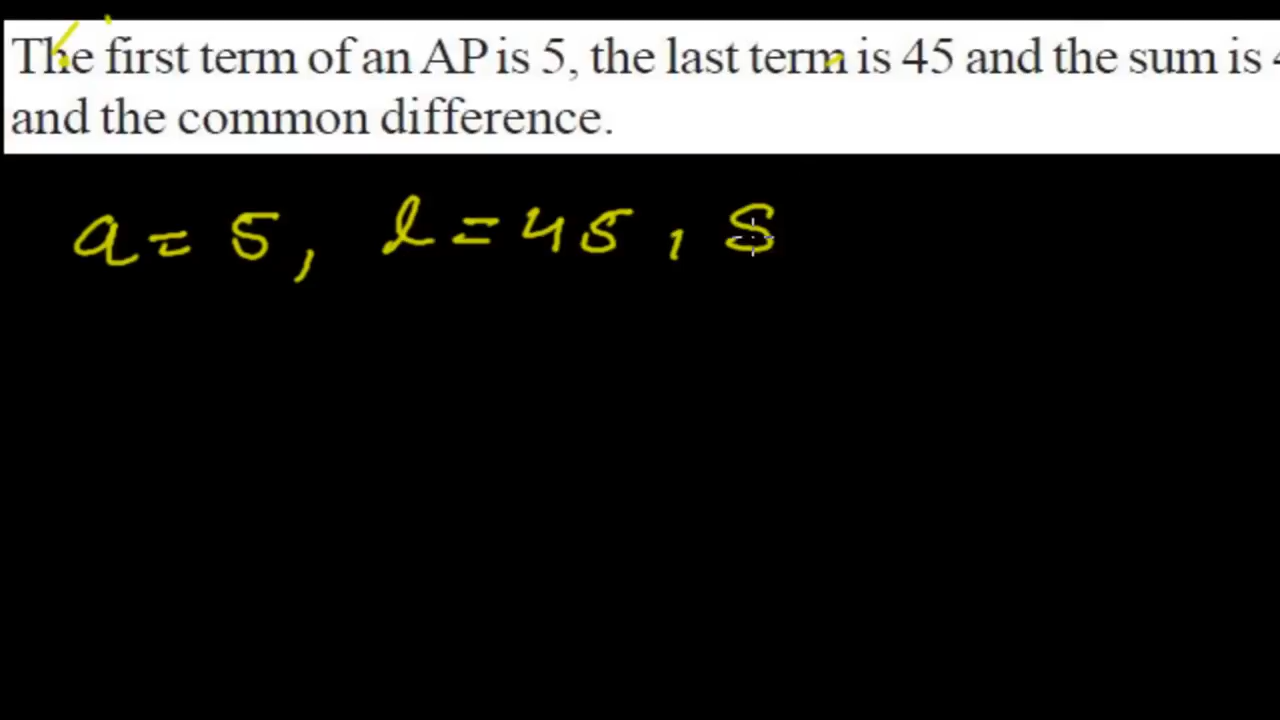 The first term of an AP is 5, the last term is 45 and the sum is
and the common difference.
a = 5, l = 45, S